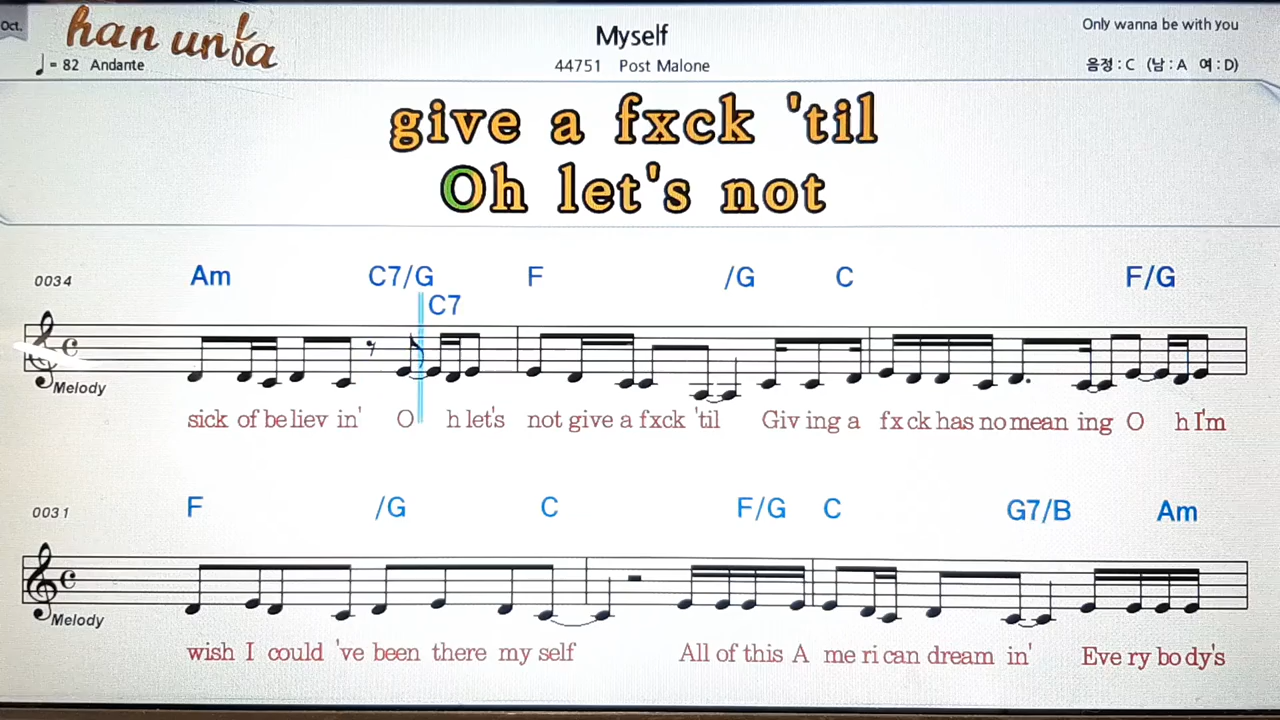 Oct.
han unfa
Myself
Only wanna be with you
= 82 Andante
44751 Post Malone
음정 : C (남 : A 여 : D)
give a fxck 'til
Oh let's not
0034
Am C7/G F /G C F/G
C7
Melody
sick of be liev in' O h let's not give a fxck 'til Giv ing a fx ck has no mean ing O h I'm
0031
F /G C F/G C G7/B Am
Melody
wish I could 've been there my self All of this A me ri can dream in' Eve ry bo dy's